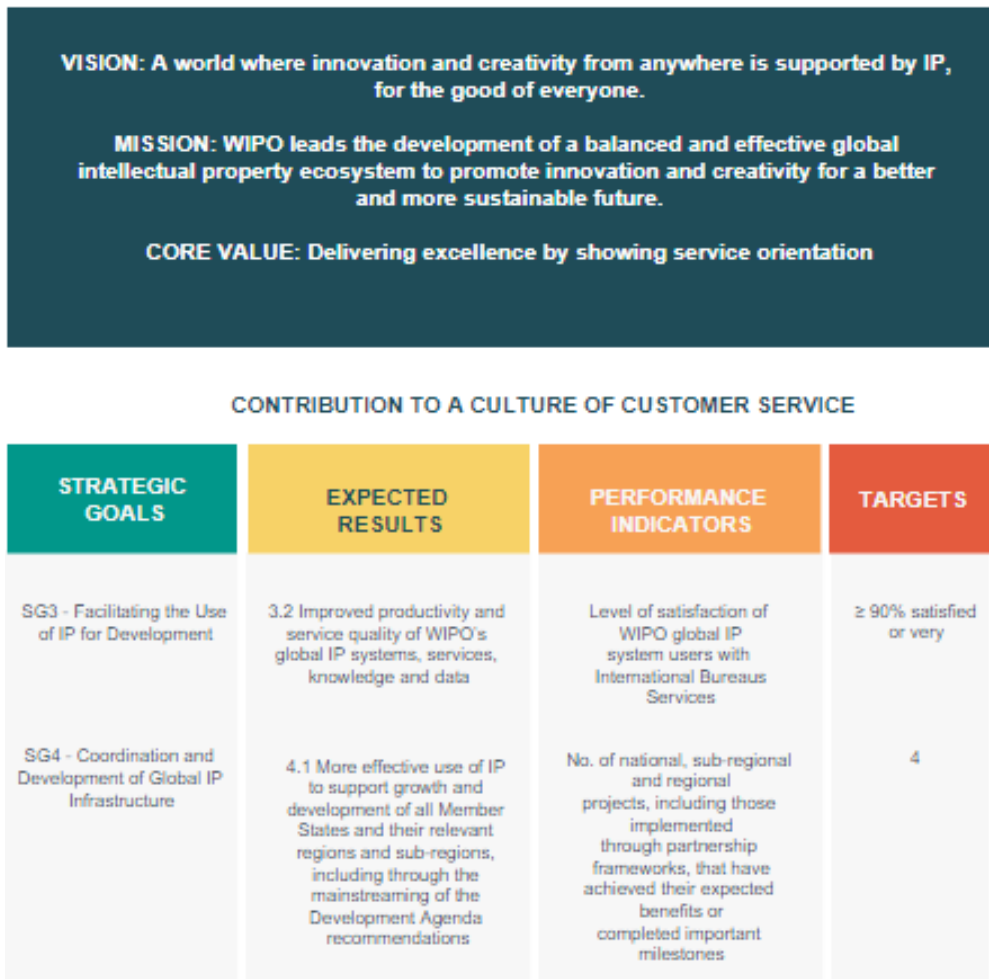 VISION: A world where innovation and creativity from anywhere is supported by IP,
for the good of everyone.
MISSION: WIPO leads the development of a balanced and effective global
intellectual property ecosystem to promote innovation and creativity for a better
and more sustainable future.
CORE VALUE: Delivering excellence by showing service orientation
CONTRIBUTION TO A CULTURE OF CUSTOMER SERVICE
STRATEGIC
GOALS
EXPECTED
RESULTS
PERFORMANCE
INDICATORS
TARGETS
SG3 - Facilitating the Use
of IP for Development
3.2 Improved productivity and
service quality of WIPO's
global IP systems, services,
knowledge and data
Level of satisfaction of
WIPO global IP
system users with
International Bureaus
Services
≥ 90% satisfied
or very
SG4 - Coordination and
Development of Global IP
Infrastructure
4.1 More effective use of IP
to support growth and
development of all Member
States and their relevant
regions and sub-regions,
including through the
mainstreaming of the
Development Agenda
recommendations
No. of national, sub-regional
and regional
projects, including those
implemented
through partnership
frameworks, that have
achieved their expected
benefits or
completed important
milestones
4